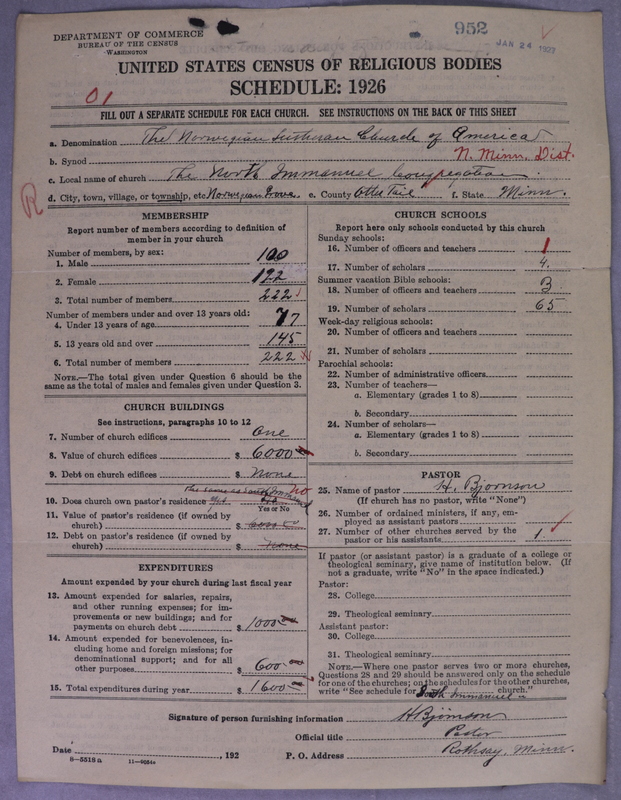 DEPARTMENT OF COMMERCE
BUREAU OF THE CENSUS
WASHINGTON
952
JAN 24 1927
UNITED STATES CENSUS OF RELIGIOUS BODIES
SCHEDULE: 1926
01
FILL OUT A SEPARATE SCHEDULE FOR EACH CHURCH. SEE INSTRUCTIONS ON THE BACK OF THIS SHEET
a. Denomination The Norwegian Lutheran Church of America
b. Synod N. Minn. Dist.
c. Local name of church The North Immanuel Congregation.
R
d. City, town, village, or township, etc Norwegian Grove e. County Otter Tail f. State Minn.
MEMBERSHIP
Report number of members according to definition of
member in your church
Number of members, by sex:
1. Male 100
2. Female 122
3. Total number of members 222
Number of members under and over 13 years old:
4. Under 13 years of age 77
5. 13 years old and over 145
6. Total number of members 222
NOTE.—The total given under Question 6 should be the
same as the total of males and females given under Question 3.
CHURCH BUILDINGS
See instructions, paragraphs 10 to 12
7. Number of church edifices One
8. Value of church edifices $ 6000
9. Debt on church edifices $ None
no
10. Does church own pastor's residence
Yes or No
11. Value of pastor's residence (if owned by
church) $
12. Debt on pastor's residence (if owned by
church) $ None
EXPENDITURES
Amount expended by your church during last fiscal year
13. Amount expended for salaries, repairs,
and other running expenses; for im-
provements or new buildings; and for
payments on church debt $ 1000
14. Amount expended for benevolences, in-
cluding home and foreign missions; for
denominational support; and for all
other purposes $ 600
15. Total expenditures during year $ 1600
CHURCH SCHOOLS
Report here only schools conducted by this church
Sunday schools:
16. Number of officers and teachers 1
17. Number of scholars 4.
Summer vacation Bible schools:
18. Number of officers and teachers 3
19. Number of scholars 65
Week-day religious schools:
20. Number of officers and teachers
21. Number of scholars
Parochial schools:
22. Number of administrative officers
23. Number of teachers—
a. Elementary (grades 1 to 8)
b. Secondary
24. Number of scholars—
a. Elementary (grades 1 to 8)
b. Secondary
PASTOR
25. Name of pastor H. Bjornson
(If church has no pastor, write "None")
26. Number of ordained ministers, if any, em-
ployed as assistant pastors
27. Number of other churches served by the
pastor or his assistants 1
If pastor (or assistant pastor) is a graduate of a college or
theological seminary, give name of institution below. (If
not a graduate, write "No" in the space indicated.)
Pastor:
28. College
29. Theological seminary
Assistant pastor:
30. College
31. Theological seminary
NOTE.—Where one pastor serves two or more churches,
Questions 28 and 29 should be answered only on the schedule
for one of the churches; on the schedules for the other churches,
write "See schedule for South Immanuel church."
Signature of person furnishing information H Bjornson
Official title Pastor
Date , 192 P. O. Address Rothsay, Minn.
8—5516 a